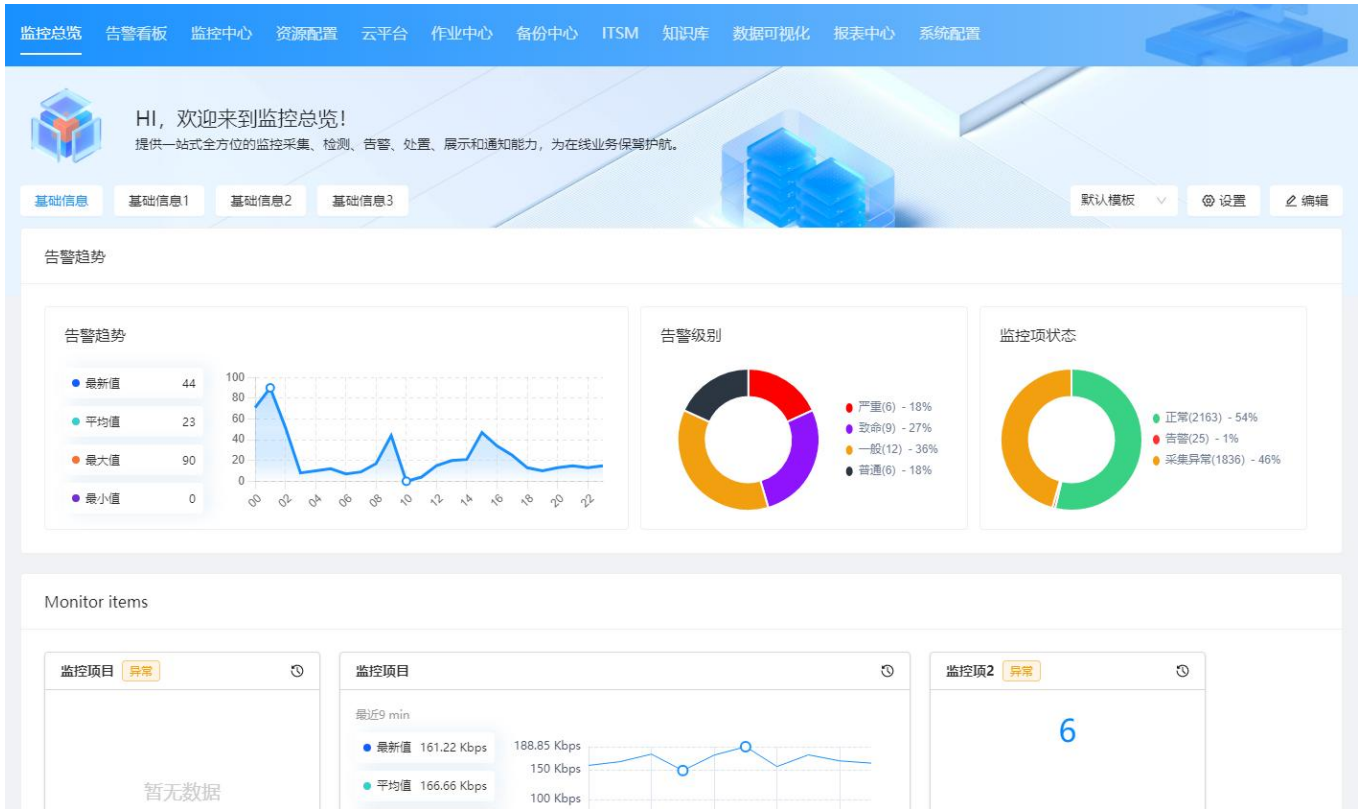 监控总览 告警看板 监控中心 资源配置 云平台 作业中心 备份中心 ITSM 知识库 数据可视化 报表中心 系统配置
HI，欢迎来到监控总览！
提供一站式全方位的监控采集、检测、告警、处置、展示和通知能力，为在线业务保驾护航。
基础信息 基础信息1 基础信息2 基础信息3 默认模板 设置 编辑
告警趋势
告警趋势
最新值 44
平均值 23
最大值 90
最小值 0
100
80
60
40
20
0
00 02 04 06 08 10 12 14 16 18 20 22
告警级别
严重(6) - 18%
致命(9) - 27%
一般(12) - 36%
普通(6) - 18%
监控项状态
正常(2163) - 54%
告警(25) - 1%
采集异常(1836) - 46%
Monitor items
监控项目 异常
暂无数据
监控项目
最近9 min
最新值 161.22 Kbps
平均值 166.66 Kbps
188.85 Kbps
150 Kbps
100 Kbps
监控项2 异常
6